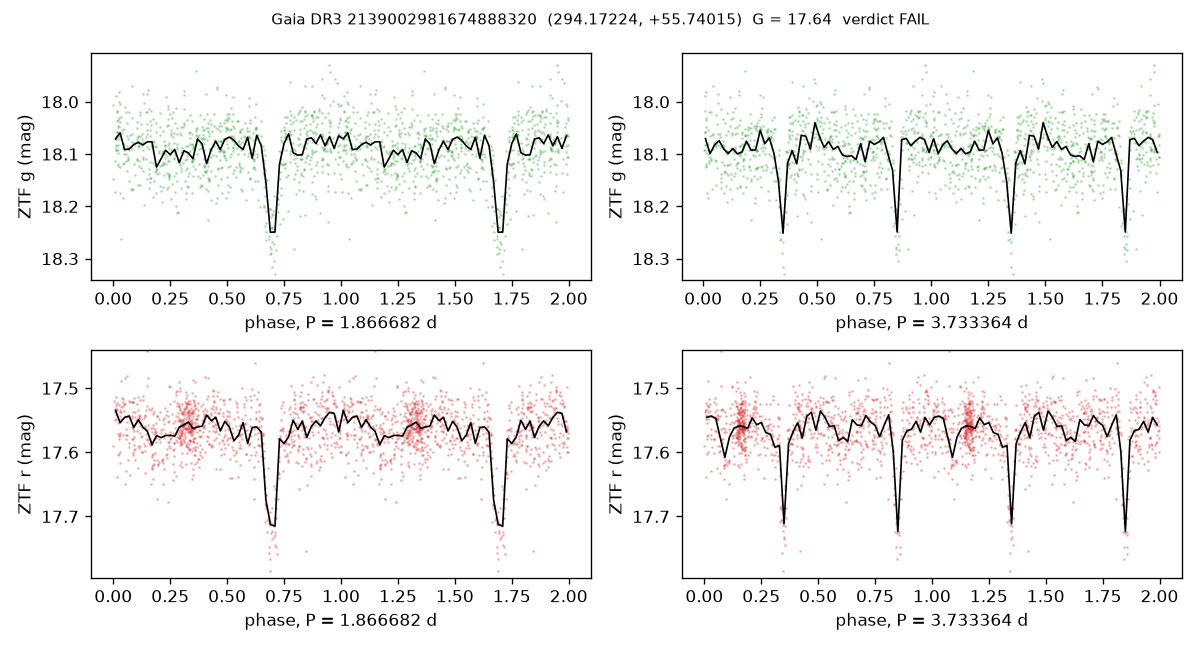 Gaia DR3 2139002981674888320  (294.17224, +55.74015)  G = 17.64  verdict FAIL
ZTF g (mag)
18.0
18.1
18.2
18.3
0.00 0.25 0.50 0.75 1.00 1.25 1.50 1.75 2.00
phase, P = 1.866682 d
ZTF g (mag)
18.0
18.1
18.2
18.3
0.00 0.25 0.50 0.75 1.00 1.25 1.50 1.75 2.00
phase, P = 3.733364 d
ZTF r (mag)
17.5
17.6
17.7
0.00 0.25 0.50 0.75 1.00 1.25 1.50 1.75 2.00
phase, P = 1.866682 d
ZTF r (mag)
17.5
17.6
17.7
0.00 0.25 0.50 0.75 1.00 1.25 1.50 1.75 2.00
phase, P = 3.733364 d